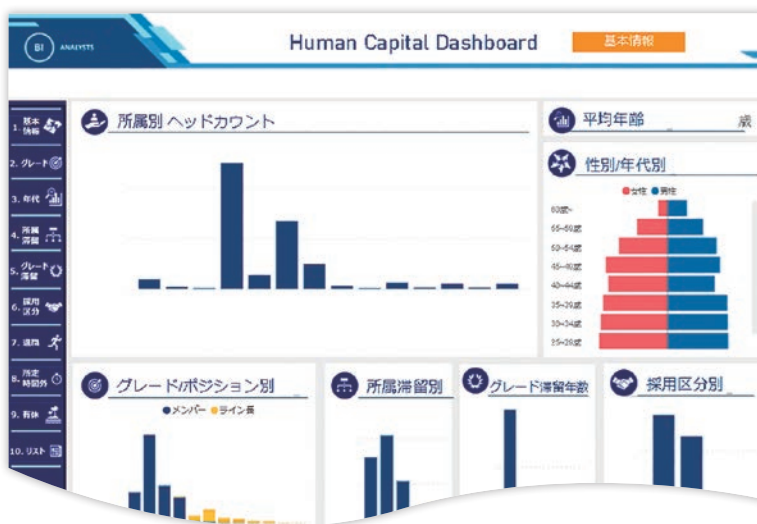 BI
ANALYSTS
Human Capital Dashboard
基本情報
1. 基本情報
2. グレード
3. 年代
4. 所属滞留
5. グレード滞留
6. 採用区分
7. 退職
8. 所定時間外
9. 有休
10. リスト
所属別 ヘッドカウント
平均年齢
歳
性別/年代別
女性 男性
60歳~
50-54歳
45-49歳
40-44歳
35-39歳
30-34歳
25-29歳
グレード/ポジション別
メンバー ライン長
所属滞留別
グレード滞留年数
採用区分別